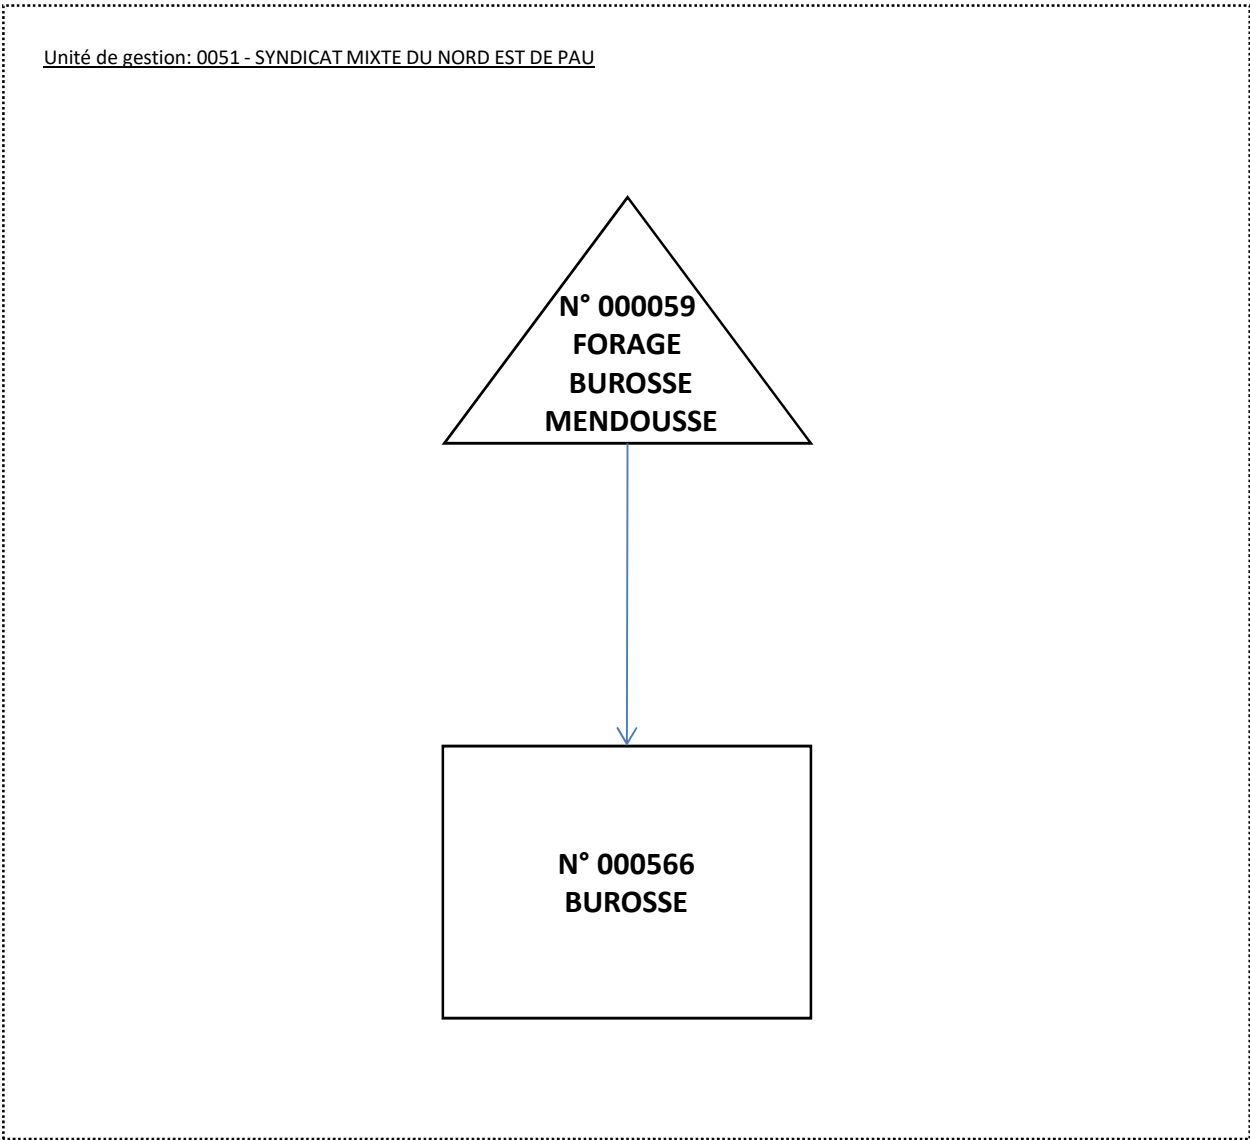 Unité de gestion: 0051 - SYNDICAT MIXTE DU NORD EST DE PAU
N° 000059
FORAGE
BUROSSE
MENDOUSSE
N° 000566
BUROSSE